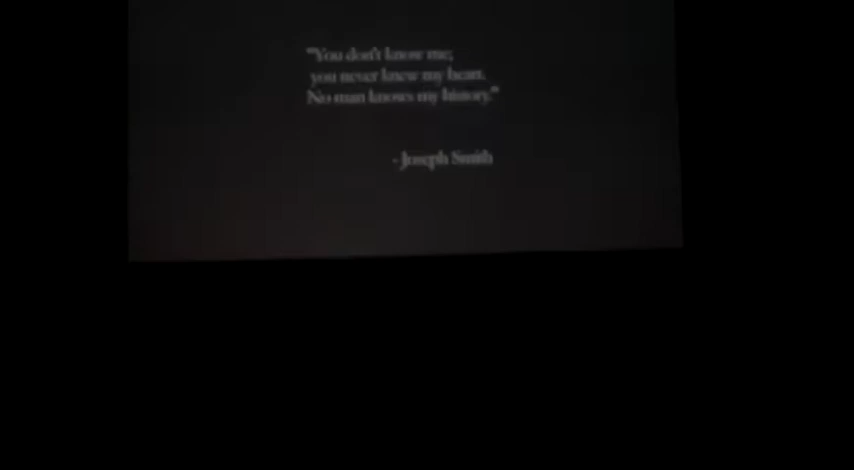 "You don't know me;
you never knew my heart.
No man knows my history."
- Joseph Smith